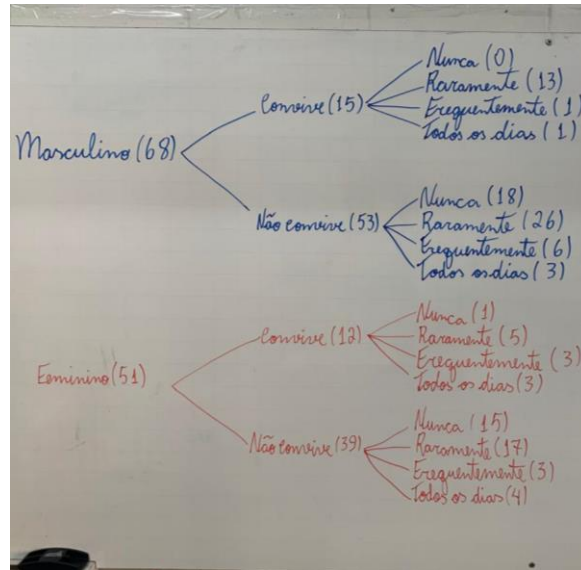 Masculino (68)
Convive (15)
Nunca (0)
Raramente (13)
Frequentemente (1)
Todos os dias (1)
Não convive (53)
Nunca (18)
Raramente (26)
Frequentemente (6)
Todos os dias (3)
Feminino (51)
Convive (12)
Nunca (1)
Raramente (5)
Frequentemente (3)
Todos os dias (3)
Não convive (39)
Nunca (15)
Raramente (17)
Frequentemente (3)
Todos os dias (4)